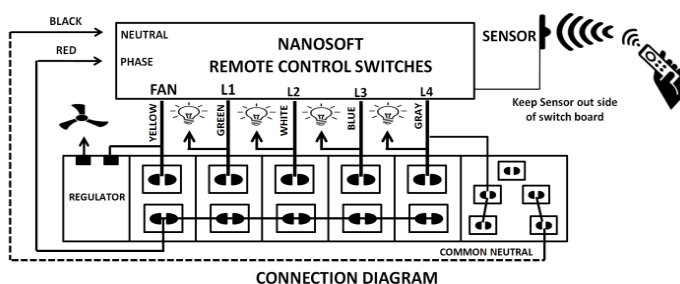 BLACK
RED
NEUTRAL
PHASE
NANOSOFT
REMOTE CONTROL SWITCHES
SENSOR
FAN
L1
L2
L3
L4
Keep Sensor out side
of switch board
YELLOW
GREEN
WHITE
BLUE
GRAY
REGULATOR
COMMON NEUTRAL
CONNECTION DIAGRAM